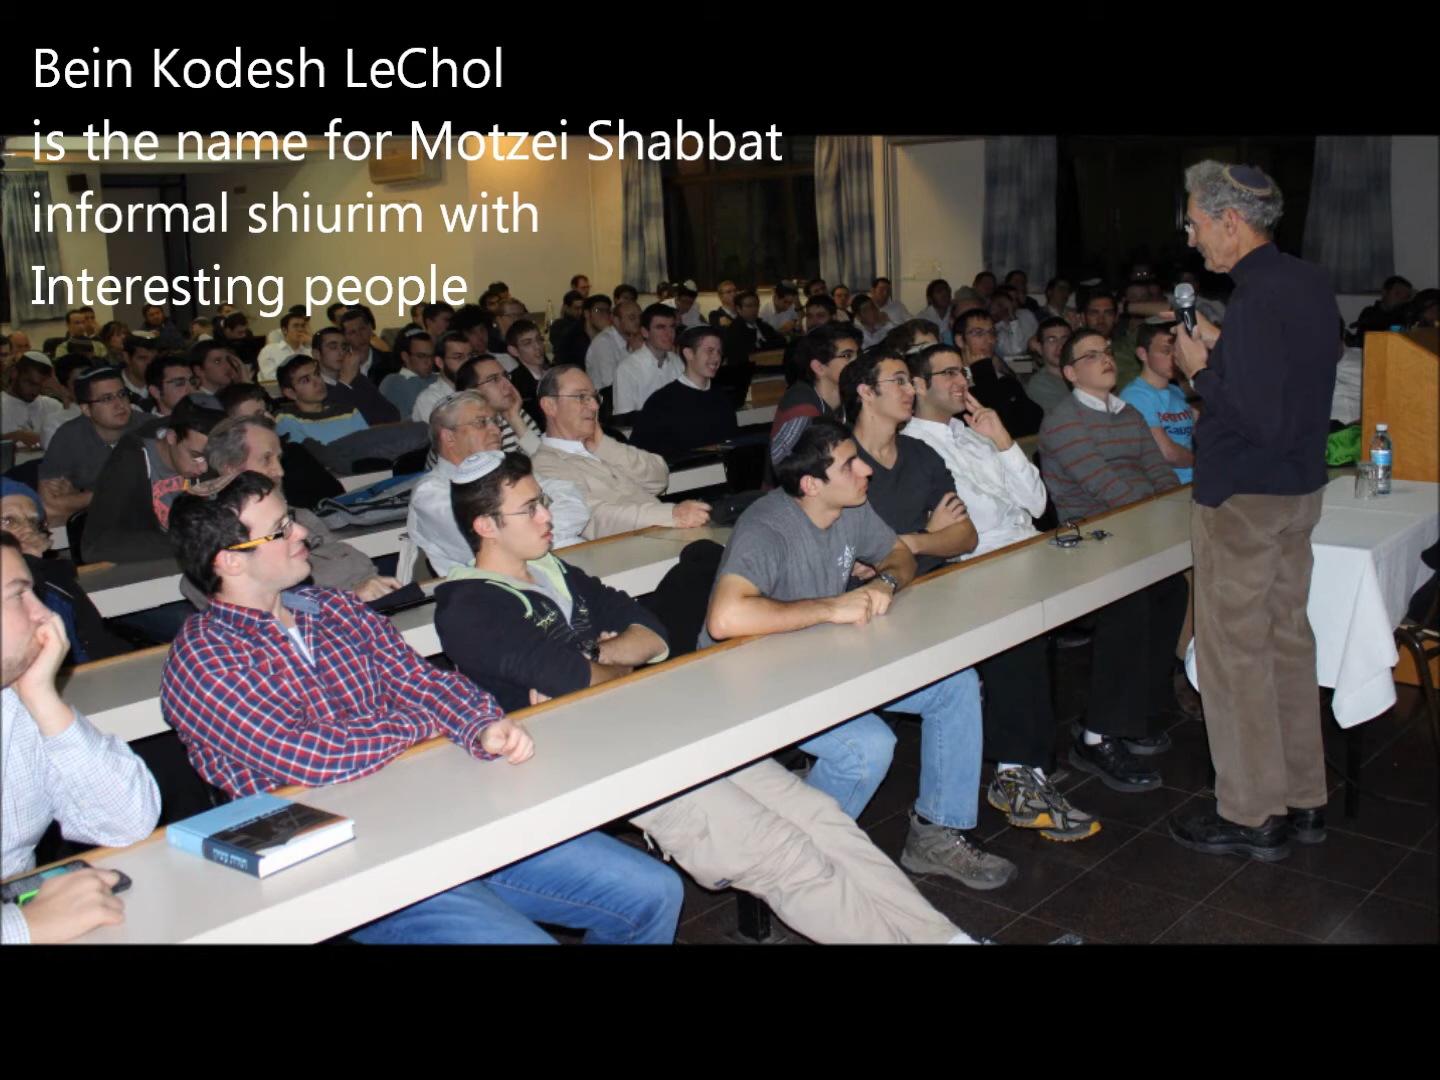 Bein Kodesh LeChol
is the name for Motzei Shabbat
informal shiurim with
Interesting people